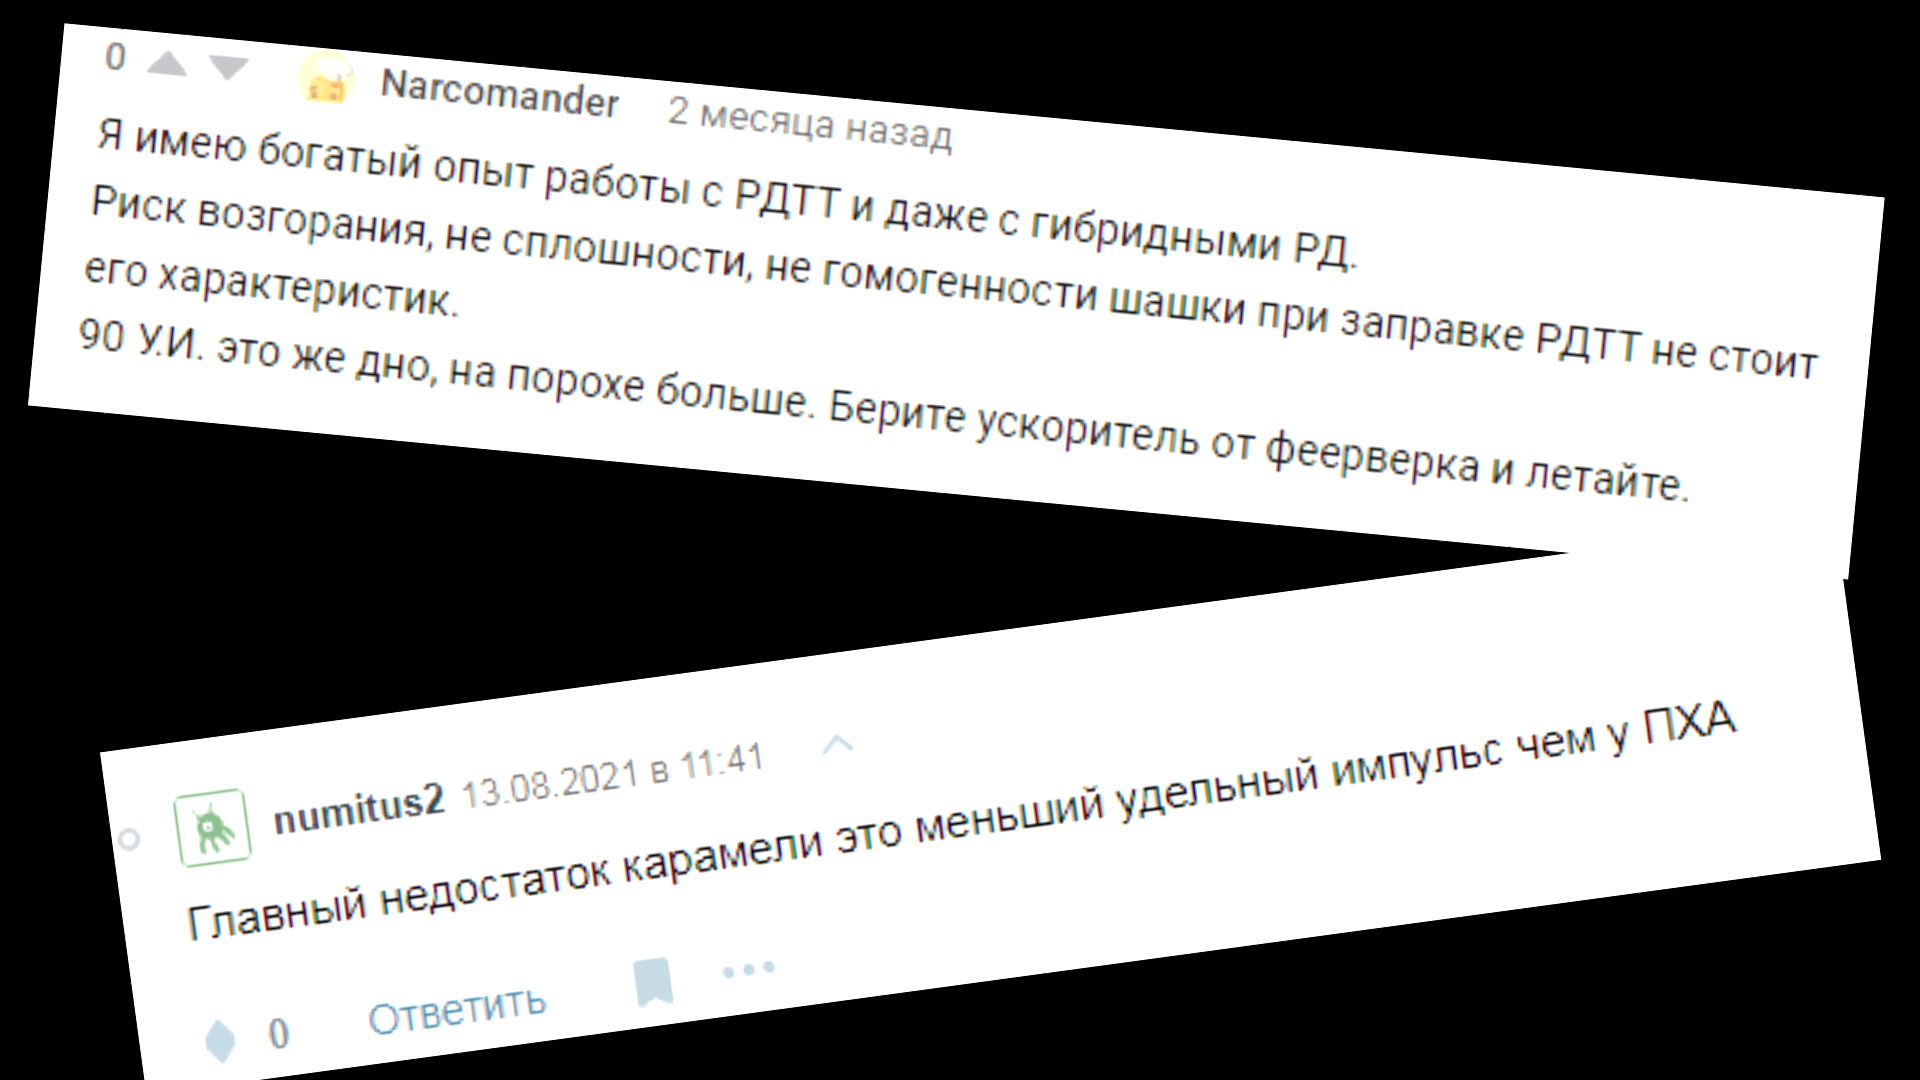 0 Narcomander 2 месяца назад
Я имею богатый опыт работы с РДТТ и даже с гибридными РД.
Риск возгорания, не сплошности, не гомогенности шашки при заправке РДТТ не стоит
его характеристик.
90 У.И. это же дно, на порохе больше. Берите ускоритель от феерверка и летайте.
numitus2 13.08.2021 в 11:41
Главный недостаток карамели это меньший удельный импульс чем у ПХА
0 Ответить